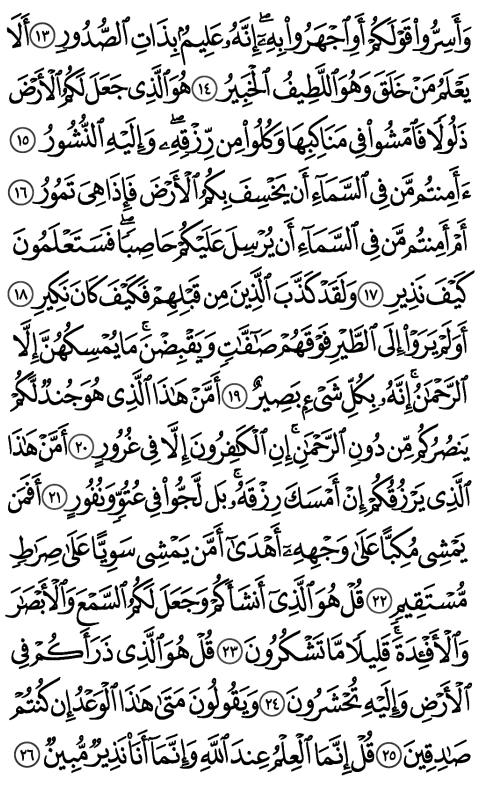 وَأَسِرُّوا۟ قَوْلَكُمْ أَوِ ٱجْهَرُوا۟ بِهِۦٓ ۖ إِنَّهُۥ عَلِيمٌۢ بِذَاتِ ٱلصُّدُورِ ١٣ أَلَا
يَعْلَمُ مَنْ خَلَقَ وَهُوَ ٱللَّطِيفُ ٱلْخَبِيرُ ١٤ هُوَ ٱلَّذِى جَعَلَ لَكُمُ ٱلْأَرْضَ
ذَلُولًا فَٱمْشُوا۟ فِى مَنَاكِبِهَا وَكُلُوا۟ مِن رِّزْقِهِۦ ۖ وَإِلَيْهِ ٱلنُّشُورُ ١٥
ءَأَمِنتُم مَّن فِى ٱلسَّمَآءِ أَن يَخْسِفَ بِكُمُ ٱلْأَرْضَ فَإِذَا هِىَ تَمُورُ ١٦
أَمْ أَمِنتُم مَّن فِى ٱلسَّمَآءِ أَن يُرْسِلَ عَلَيْكُمْ حَاصِبًا ۖ فَسَتَعْلَمُونَ
كَيْفَ نَذِيرِ ١٧ وَلَقَدْ كَذَّبَ ٱلَّذِينَ مِن قَبْلِهِمْ فَكَيْفَ كَانَ نَكِيرِ ١٨
أَوَلَمْ يَرَوْا۟ إِلَى ٱلطَّيْرِ فَوْقَهُمْ صَٰٓفَّٰتٍ وَيَقْبِضْنَ ۚ مَا يُمْسِكُهُنَّ إِلَّا
ٱلرَّحْمَٰنُ ۚ إِنَّهُۥ بِكُلِّ شَىْءٍۭ بَصِيرٌ ١٩ أَمَّنْ هَٰذَا ٱلَّذِى هُوَ جُندٌ لَّكُمْ
يَنصُرُكُم مِّن دُونِ ٱلرَّحْمَٰنِ ۚ إِنِ ٱلْكَٰفِرُونَ إِلَّا فِى غُرُورٍ ٢٠ أَمَّنْ هَٰذَا
ٱلَّذِى يَرْزُقُكُمْ إِنْ أَمْسَكَ رِزْقَهُۥ ۚ بَل لَّجُّوا۟ فِى عُتُوٍّ وَنُفُورٍ ٢١ أَفَمَن
يَمْشِى مُكِبًّا عَلَىٰ وَجْهِهِۦٓ أَهْدَىٰٓ أَمَّن يَمْشِى سَوِيًّا عَلَىٰ صِرَٰطٍ
مُّسْتَقِيمٍ ٢٢ قُلْ هُوَ ٱلَّذِىٓ أَنشَأَكُمْ وَجَعَلَ لَكُمُ ٱلسَّمْعَ وَٱلْأَبْصَٰرَ
وَٱلْأَفْـِٔدَةَ ۖ قَلِيلًا مَّا تَشْكُرُونَ ٢٣ قُلْ هُوَ ٱلَّذِى ذَرَأَكُمْ فِى
ٱلْأَرْضِ وَإِلَيْهِ تُحْشَرُونَ ٢٤ وَيَقُولُونَ مَتَىٰ هَٰذَا ٱلْوَعْدُ إِن كُنتُمْ
صَٰدِقِينَ ٢٥ قُلْ إِنَّمَا ٱلْعِلْمُ عِندَ ٱللَّهِ وَإِنَّمَآ أَنَا۠ نَذِيرٌ مُّبِينٌ ٢٦